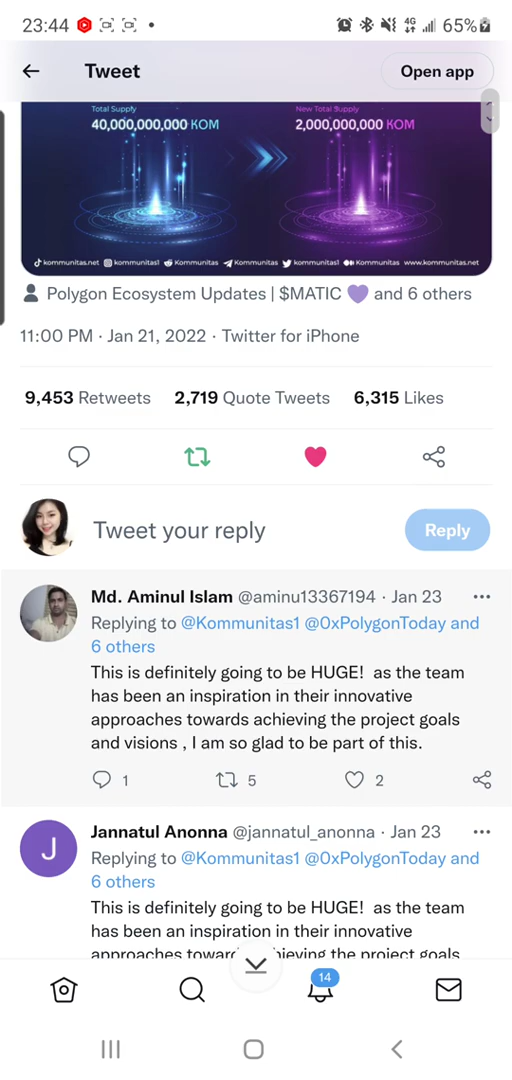 23:44
4G
65%
Tweet
Open app
Total Supply
New Total Supply
40,000,000,000 KOM
2,000,000,000 KOM
kommunitas.net kommunitas1 Kommunitas Kommunitas kommunitas1 Kommunitas www.kommunitas.net
Polygon Ecosystem Updates | $MATIC 💜 and 6 others
11:00 PM · Jan 21, 2022 · Twitter for iPhone
9,453 Retweets 2,719 Quote Tweets 6,315 Likes
Tweet your reply
Reply
Md. Aminul Islam @aminu13367194 · Jan 23
Replying to @Kommunitas1 @0xPolygonToday and
6 others
This is definitely going to be HUGE!  as the team
has been an inspiration in their innovative
approaches towards achieving the project goals
and visions , I am so glad to be part of this.
1 5 2
J
Jannatul Anonna @jannatul_anonna · Jan 23
Replying to @Kommunitas1 @0xPolygonToday and
6 others
This is definitely going to be HUGE!  as the team
has been an inspiration in their innovative
approaches the project goals
14